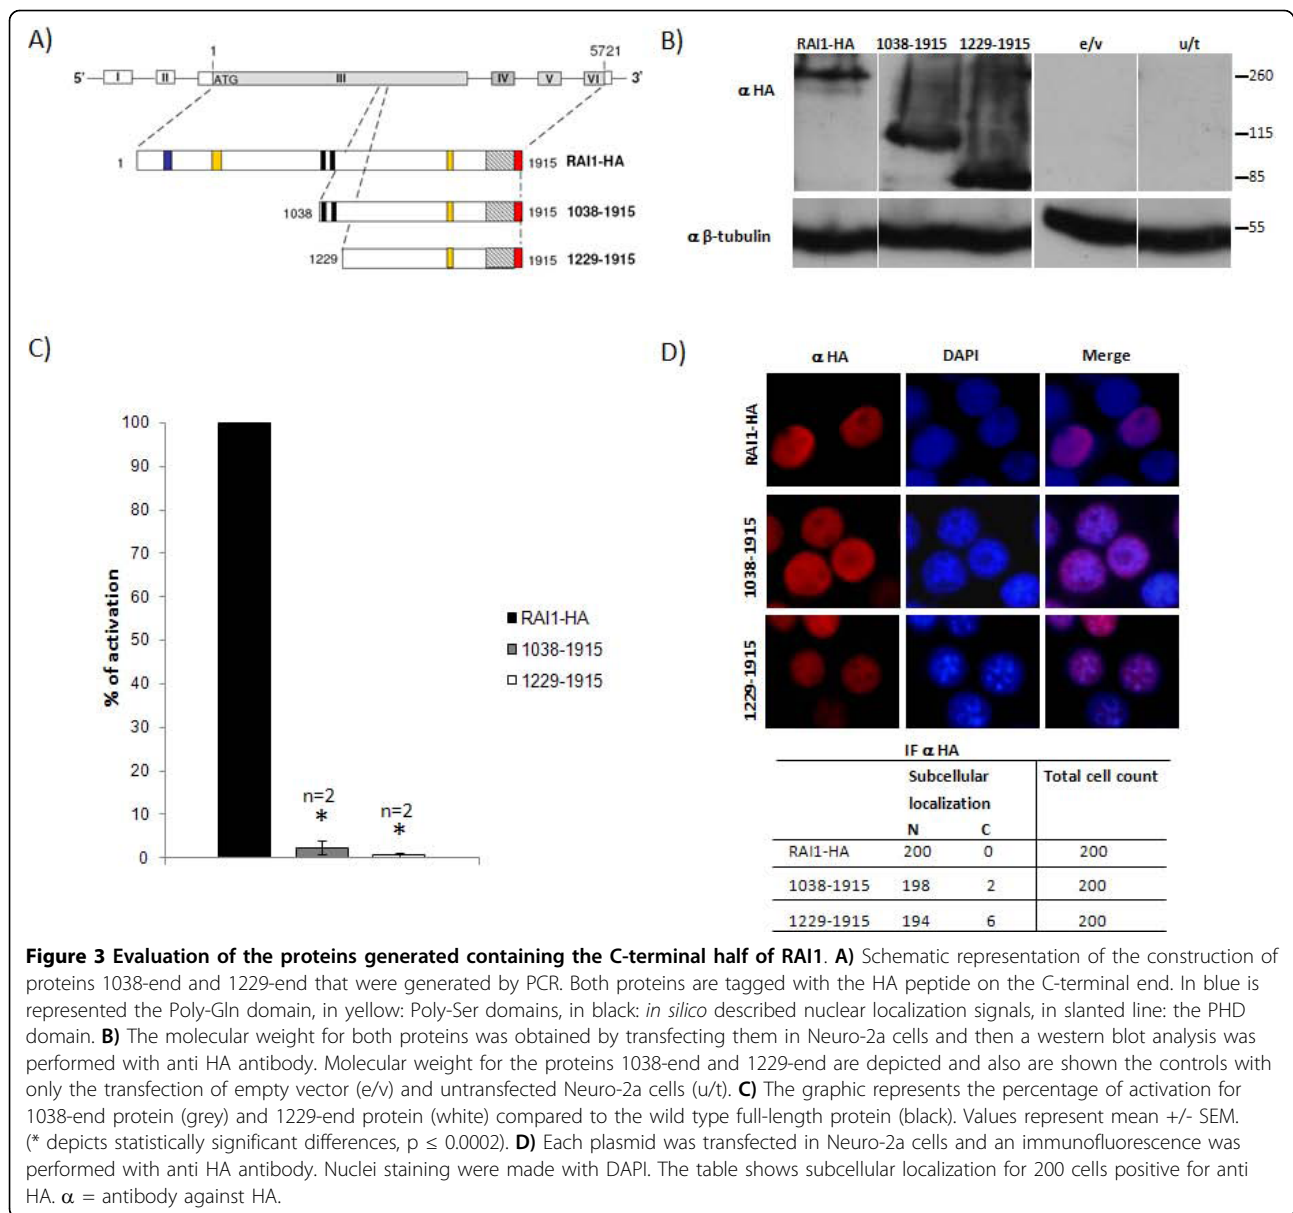 A)
1
5721
5'
I
II
ATG
III
IV
V
VI
3'
1
1915 RAI1-HA
1038
1915 1038-1915
1229
1915 1229-1915
B)
RAI1-HA 1038-1915 1229-1915 e/v u/t
α HA
260
115
85
α β-tubulin
55
C)
% of activation
100
90
80
70
60
50
40
30
20
10
0
n=2
*
n=2
*
RAI1-HA
1038-1915
1229-1915
D)
α HA DAPI Merge
RAI1-HA
1038-1915
1229-1915
IF α HA
Subcellular localization Total cell count
N C
RAI1-HA 200 0 200
1038-1915 198 2 200
1229-1915 194 6 200
Figure 3 Evaluation of the proteins generated containing the C-terminal half of RAI1. A) Schematic representation of the construction of
proteins 1038-end and 1229-end that were generated by PCR. Both proteins are tagged with the HA peptide on the C-terminal end. In blue is
represented the Poly-Gln domain, in yellow: Poly-Ser domains, in black: in silico described nuclear localization signals, in slanted line: the PHD
domain. B) The molecular weight for both proteins was obtained by transfecting them in Neuro-2a cells and then a western blot analysis was
performed with anti HA antibody. Molecular weight for the proteins 1038-end and 1229-end are depicted and also are shown the controls with
only the transfection of empty vector (e/v) and untransfected Neuro-2a cells (u/t). C) The graphic represents the percentage of activation for
1038-end protein (grey) and 1229-end protein (white) compared to the wild type full-length protein (black). Values represent mean +/- SEM.
(* depicts statistically significant differences, p ≤ 0.0002). D) Each plasmid was transfected in Neuro-2a cells and an immunofluorescence was
performed with anti HA antibody. Nuclei staining were made with DAPI. The table shows subcellular localization for 200 cells positive for anti
HA. α = antibody against HA.